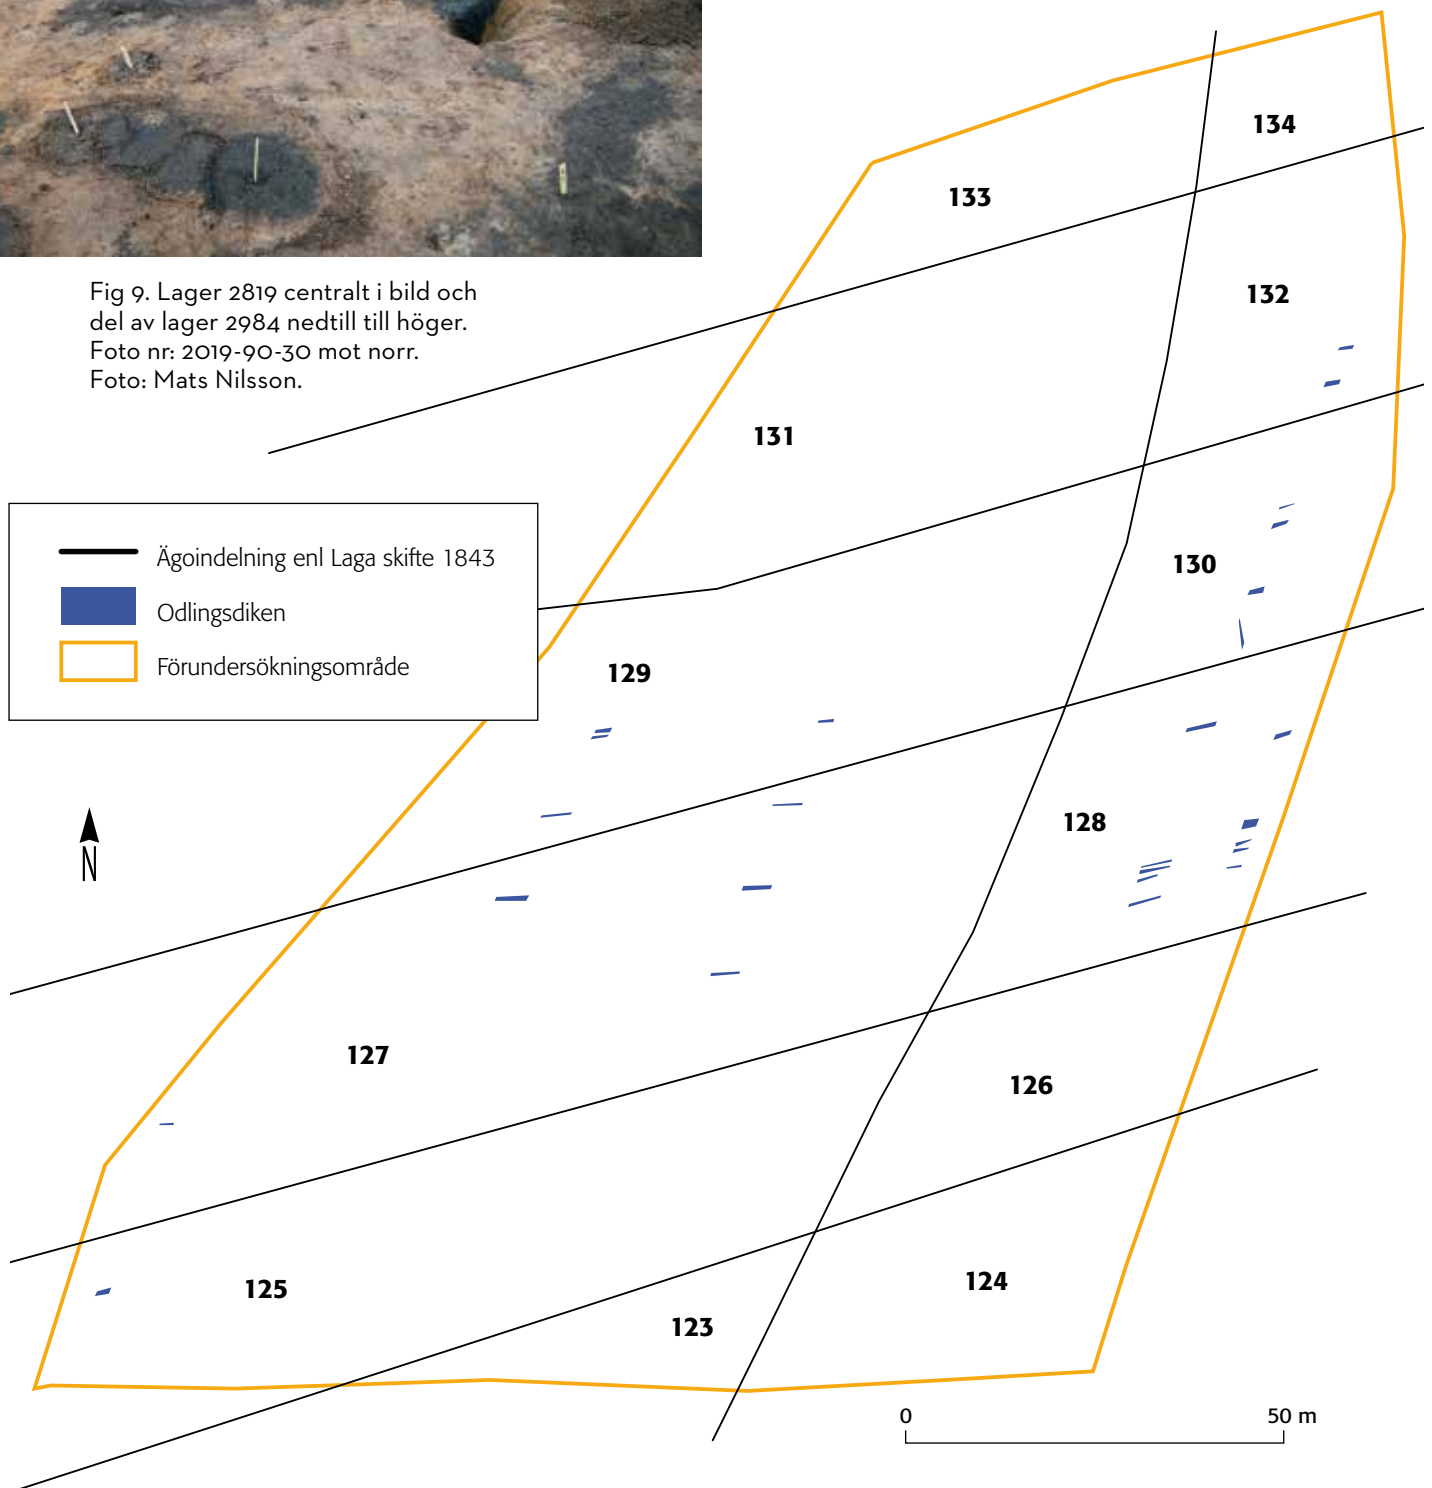 Fig 9. Lager 2819 centralt i bild och
del av lager 2984 nedtill till höger.
Foto nr: 2019-90-30 mot norr.
Foto: Mats Nilsson.
Ägoindelning enl Laga skifte 1843
Odlingsdiken
Förundersökningsområde
134
133
132
131
130
129
128
127
126
125
124
123
N
0 50 m